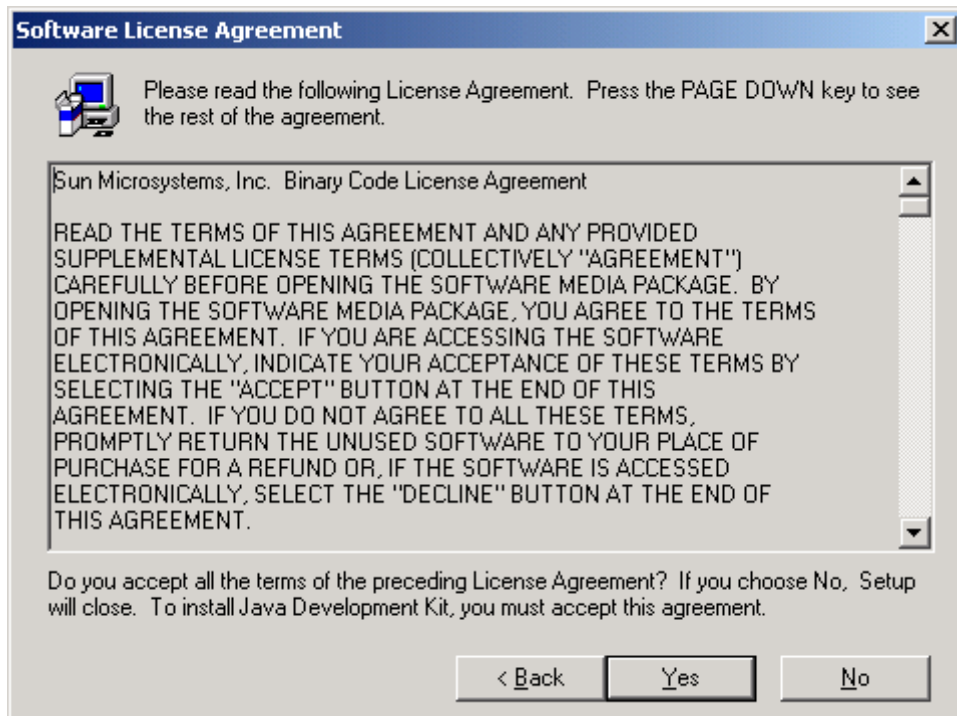 Software License Agreement
Please read the following License Agreement.  Press the PAGE DOWN key to see
the rest of the agreement.
Sun Microsystems, Inc.  Binary Code License Agreement
READ THE TERMS OF THIS AGREEMENT AND ANY PROVIDED
SUPPLEMENTAL LICENSE TERMS (COLLECTIVELY "AGREEMENT")
CAREFULLY BEFORE OPENING THE SOFTWARE MEDIA PACKAGE.  BY
OPENING THE SOFTWARE MEDIA PACKAGE, YOU AGREE TO THE TERMS
OF THIS AGREEMENT.  IF YOU ARE ACCESSING THE SOFTWARE
ELECTRONICALLY, INDICATE YOUR ACCEPTANCE OF THESE TERMS BY
SELECTING THE "ACCEPT" BUTTON AT THE END OF THIS
AGREEMENT.  IF YOU DO NOT AGREE TO ALL THESE TERMS,
PROMPTLY RETURN THE UNUSED SOFTWARE TO YOUR PLACE OF
PURCHASE FOR A REFUND OR, IF THE SOFTWARE IS ACCESSED
ELECTRONICALLY, SELECT THE "DECLINE" BUTTON AT THE END OF
THIS AGREEMENT.
Do you accept all the terms of the preceding License Agreement?  If you choose No,  Setup
will close.  To install Java Development Kit, you must accept this agreement.
< Back
Yes
No